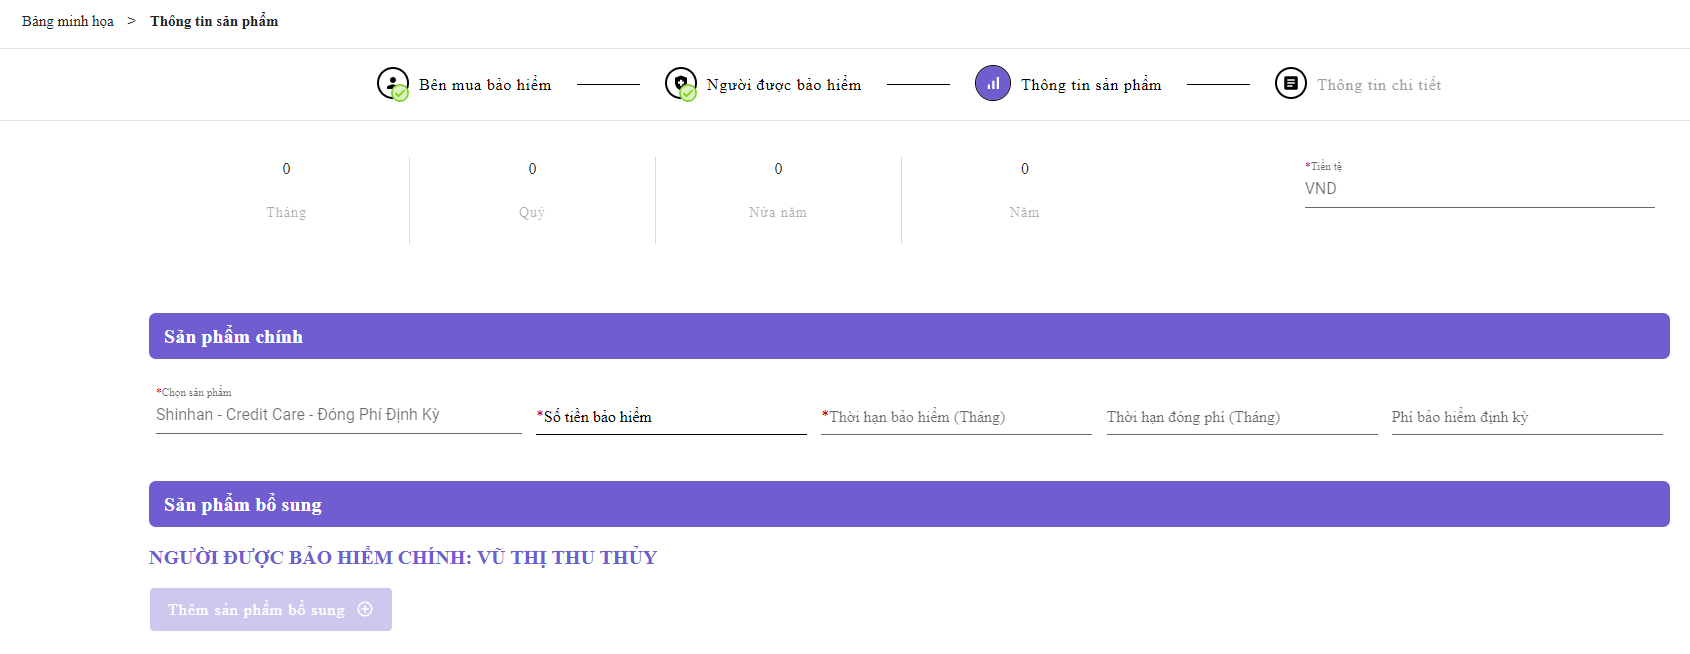 Bảng minh họa > Thông tin sản phẩm
Bên mua bảo hiểm
Người được bảo hiểm
Thông tin sản phẩm
Thông tin chi tiết
0 0 0 0
Tháng Quý Nửa năm Năm
*Tiền tệ
VND
Sản phẩm chính
*Chọn sản phẩm
Shinhan - Credit Care - Đóng Phí Định Kỳ
*Số tiền bảo hiểm
*Thời hạn bảo hiểm (Tháng)
Thời hạn đóng phí (Tháng)
Phí bảo hiểm định kỳ
Sản phẩm bổ sung
NGƯỜI ĐƯỢC BẢO HIỂM CHÍNH: VŨ THỊ THU THỦY
Thêm sản phẩm bổ sung